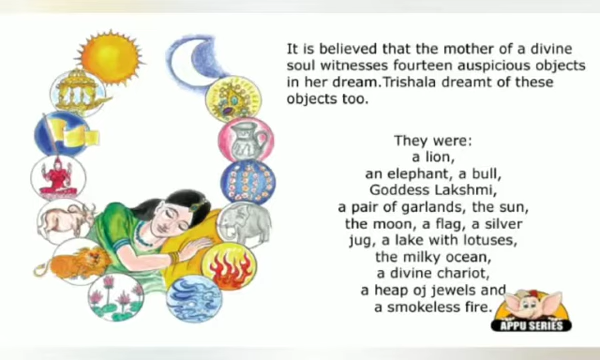 It is believed that the mother of a divine
soul witnesses fourteen auspicious objects
in her dream.Trishala dreamt of these
objects too.
They were:
a lion,
an elephant, a bull,
Goddess Lakshmi,
a pair of garlands, the sun,
the moon, a flag, a silver
jug, a lake with lotuses,
the milky ocean,
a divine chariot,
a heap oj jewels and
a smokeless fire.
APPU SERIES